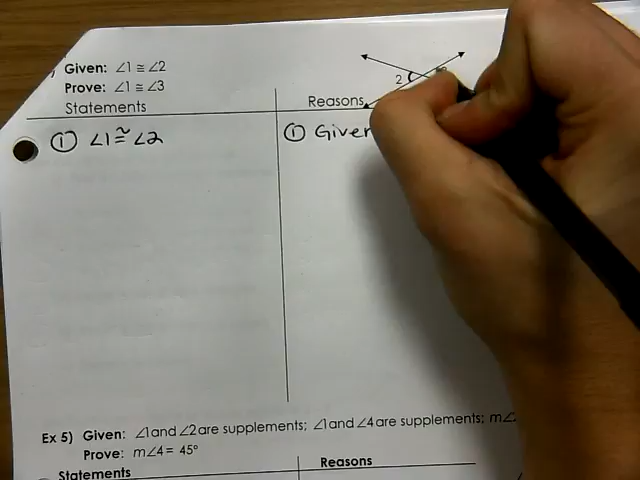 Given: ∠1 ≅ ∠2
Prove: ∠1 ≅ ∠3
Statements Reasons
2
① ∠1 ≅ ∠2 ① Given
Ex 5) Given: ∠1 and ∠2 are supplements; ∠1 and ∠4 are supplements; m∠
Prove: m∠4 = 45°
Statements Reasons